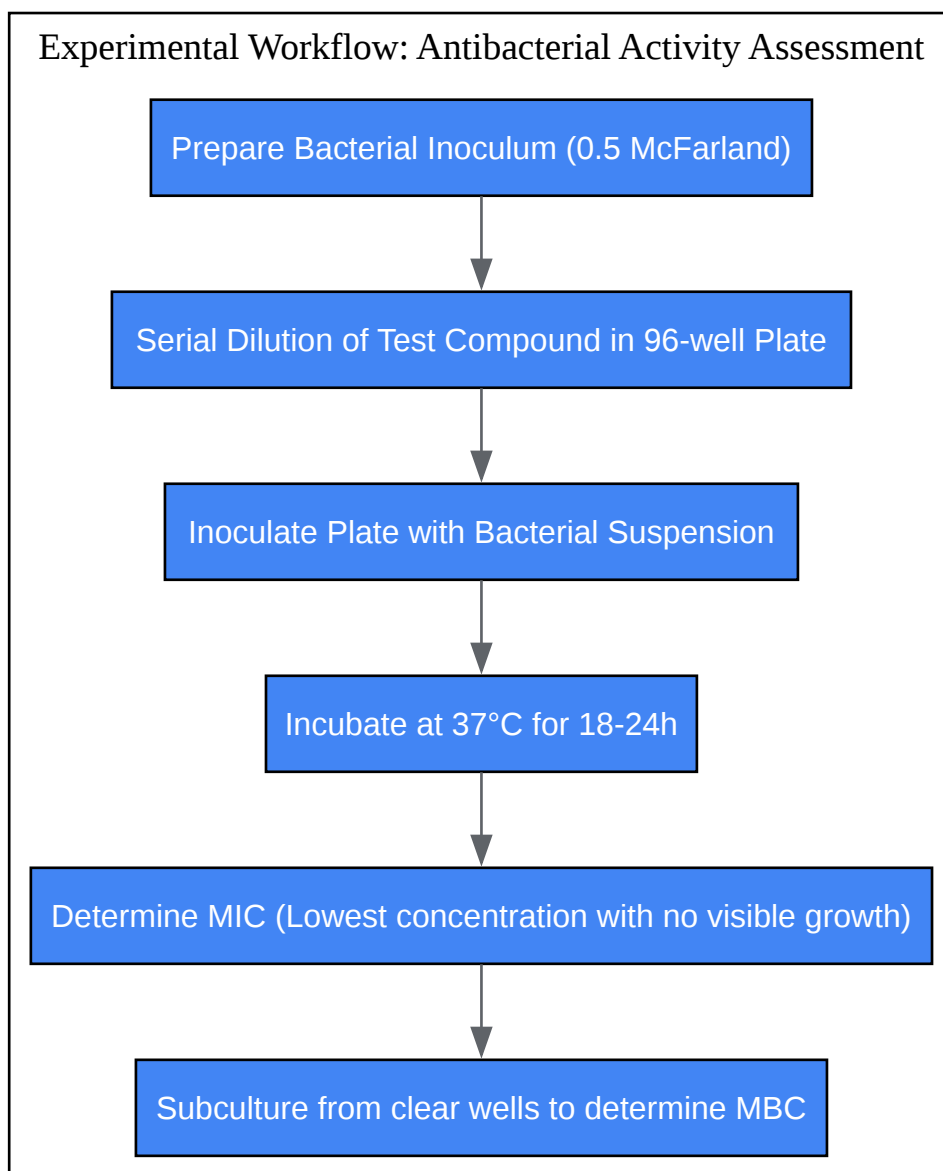 Experimental Workflow: Antibacterial Activity Assessment
Prepare Bacterial Inoculum (0.5 McFarland)
Serial Dilution of Test Compound in 96-well Plate
Inoculate Plate with Bacterial Suspension
Incubate at 37°C for 18-24h
Determine MIC (Lowest concentration with no visible growth)
Subculture from clear wells to determine MBC